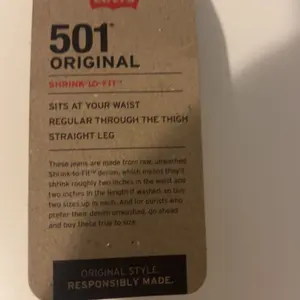 501®
ORIGINAL
SHRINK-TO-FIT™
SITS AT YOUR WAIST
REGULAR THROUGH THE THIGH
STRAIGHT LEG
These jeans are made from raw, unwashed
Shrink-to-Fit™ denim, which means they'll
shrink roughly two inches in the waist and
two inches in the length if washed, so buy
two sizes up in each. And for purists who
prefer their denim unwashed, go ahead
and buy these true to size.
ORIGINAL STYLE.
RESPONSIBLY MADE.